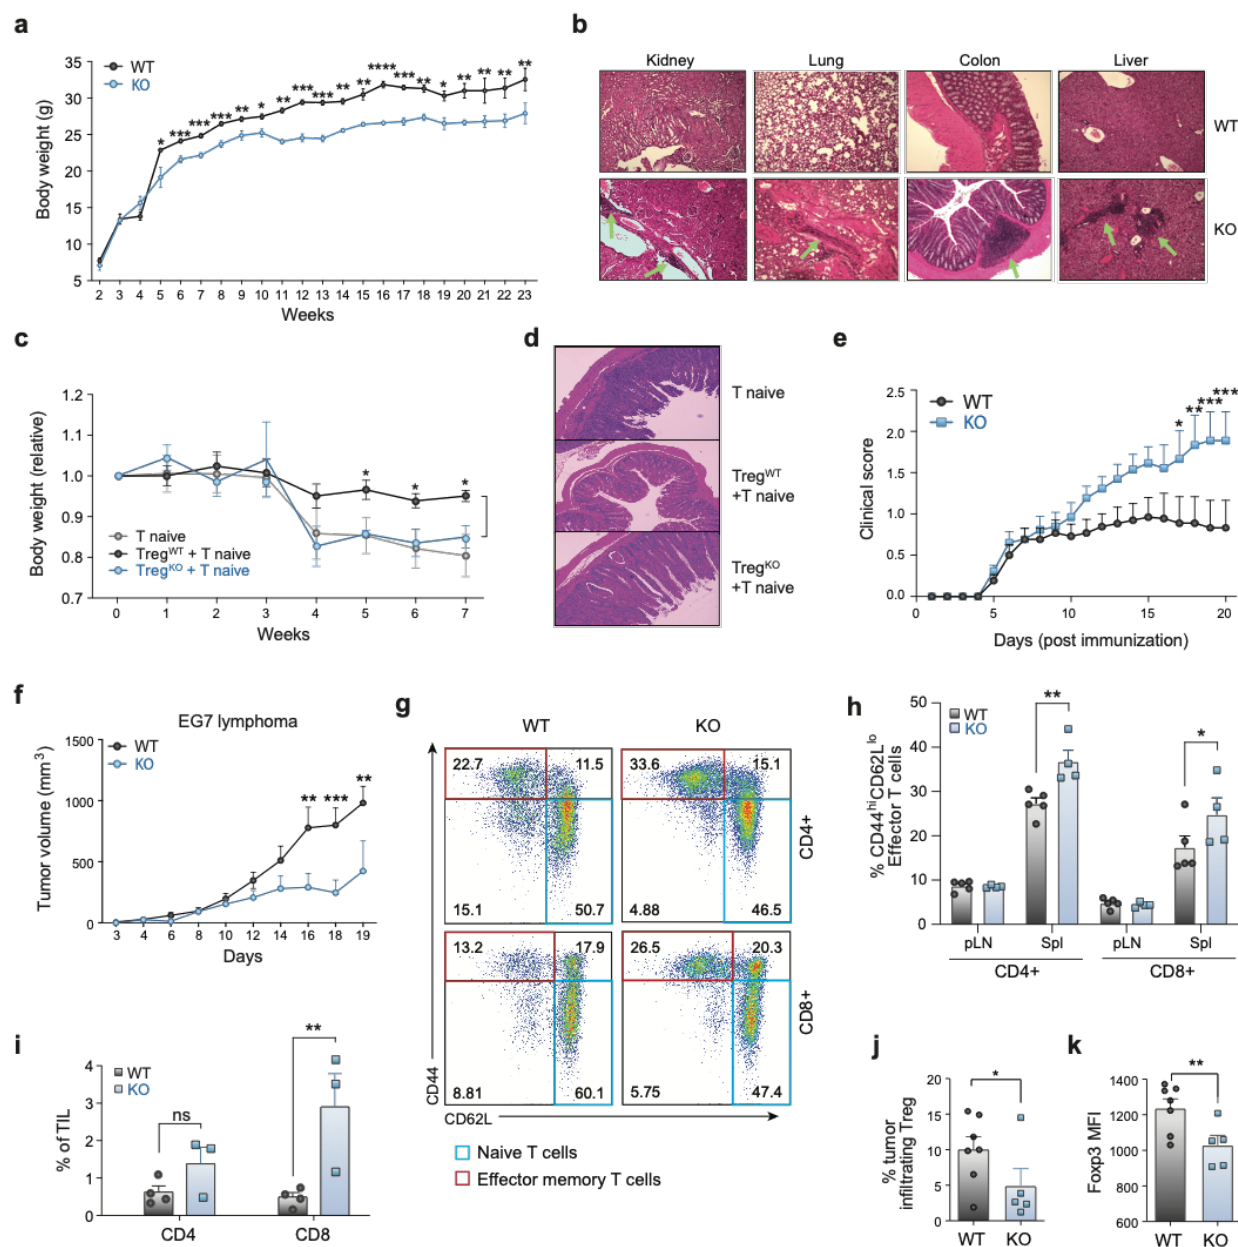 a
WT
KO
Body weight (g)
35
30
25
20
15
10
5
* *** *** *** ** * ** *** *** ** ** **** *** ** * ** ** ** **
2 3 4 5 6 7 8 9 10 11 12 13 14 15 16 17 18 19 20 21 22 23
Weeks
b
Kidney Lung Colon Liver
WT
KO
c
Body weight (relative)
1.2
1.1
1.0
0.9
0.8
0.7
* * *
T naive
Treg^WT + T naive
Treg^KO + T naive
0 1 2 3 4 5 6 7
Weeks
d
T naive
Treg^WT
+T naive
Treg^KO
+T naive
e
WT
KO
Clinical score
2.5
2.0
1.5
1.0
0.5
0.0
* ** *** ***
0 5 10 15 20
Days (post immunization)
f
EG7 lymphoma
WT
KO
Tumor volume (mm³)
1500
1000
500
0
** *** **
3 4 6 8 10 12 14 16 18 19
Days
g
WT KO
22.7 11.5 33.6 15.1
15.1 50.7 4.88 46.5
CD4+
13.2 17.9 26.5 20.3
8.81 60.1 5.75 47.4
CD8+
CD44
CD62L
Naive T cells
Effector memory T cells
h
WT
KO
% CD44^hiCD62L^lo
Effector T cells
50
40
30
20
10
0
** *
pLN Spl pLN Spl
CD4+ CD8+
i
WT
KO
% of TIL
4
3
2
1
0
ns **
CD4 CD8
j
% tumor
infiltrating Treg
20
15
10
5
0
*
WT KO
k
Foxp3 MFI
1400
1200
1000
800
600
**
WT KO